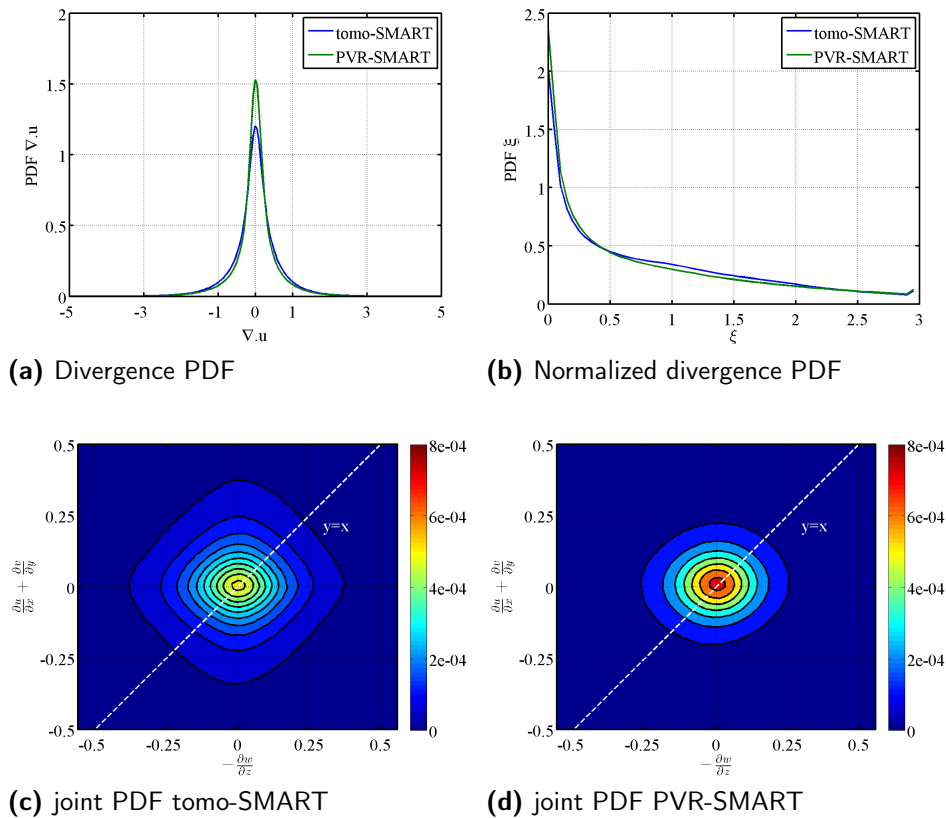 2
1.5
1
0.5
0
-5
-3
-1
0
1
3
5
PDF ∇.u
∇.u
tomo-SMART
PVR-SMART
(a) Divergence PDF
2.5
2
1.5
1
0.5
0
0
0.5
1
1.5
2
2.5
3
PDF ξ
ξ
tomo-SMART
PVR-SMART
(b) Normalized divergence PDF
0.5
0.25
0
-0.25
-0.5
-0.5
-0.25
0
0.25
0.5
∂u/∂x + ∂v/∂y
−∂w/∂z
y=x
8e-04
6e-04
4e-04
2e-04
0
(c) joint PDF tomo-SMART
0.5
0.25
0
-0.25
-0.5
-0.5
-0.25
0
0.25
0.5
∂u/∂x + ∂v/∂y
−∂w/∂z
y=x
8e-04
6e-04
4e-04
2e-04
0
(d) joint PDF PVR-SMART